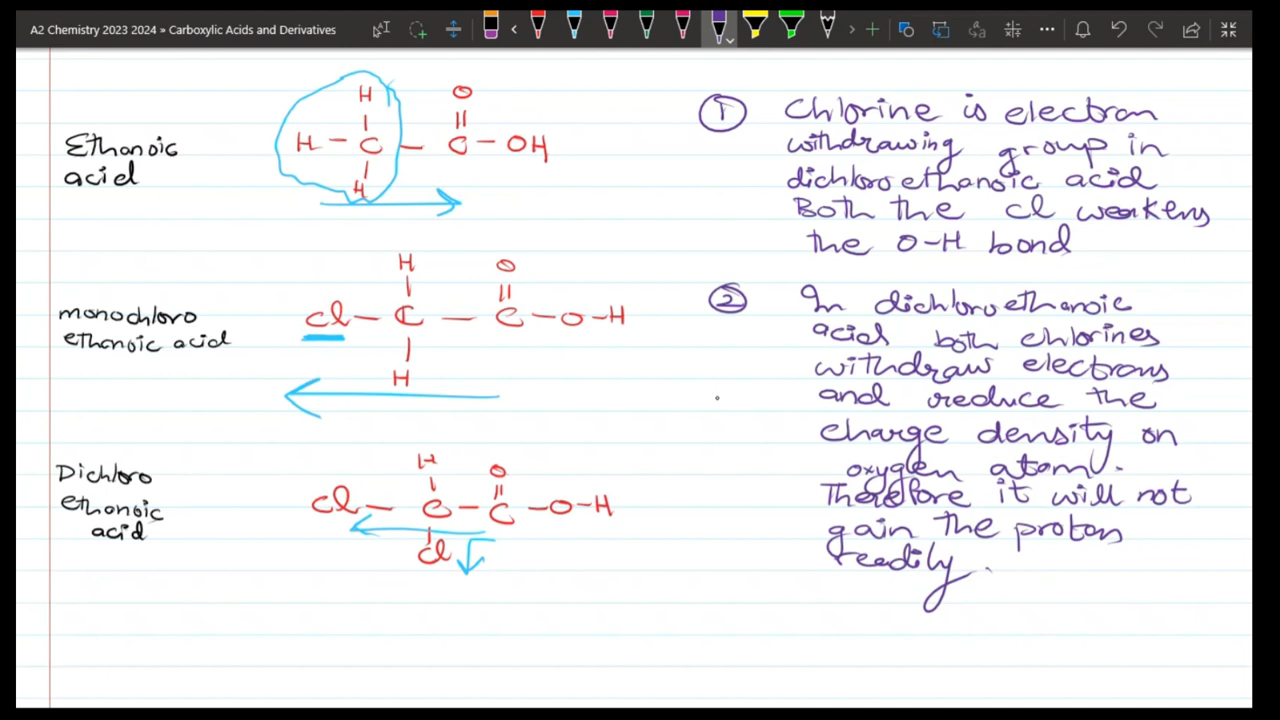 A2 Chemistry 2023 2024 » Carboxylic Acids and Derivatives
Ethanoic
acid
H O
H - C - C - OH
H
monochloro
ethanoic acid
H O
Cl - C - C - O - H
H
Dichloro
ethanoic
acid
H O
Cl - C - C - O - H
Cl
① Chlorine is electron
withdrawing group in
dichloroethanoic acid
Both the Cl weakens
the O-H bond
② In dichloroethanoic
acid both chlorines
withdraw electrons
and reduce the
charge density on
oxygen atom.
Therefore it will not
gain the proton
readily.